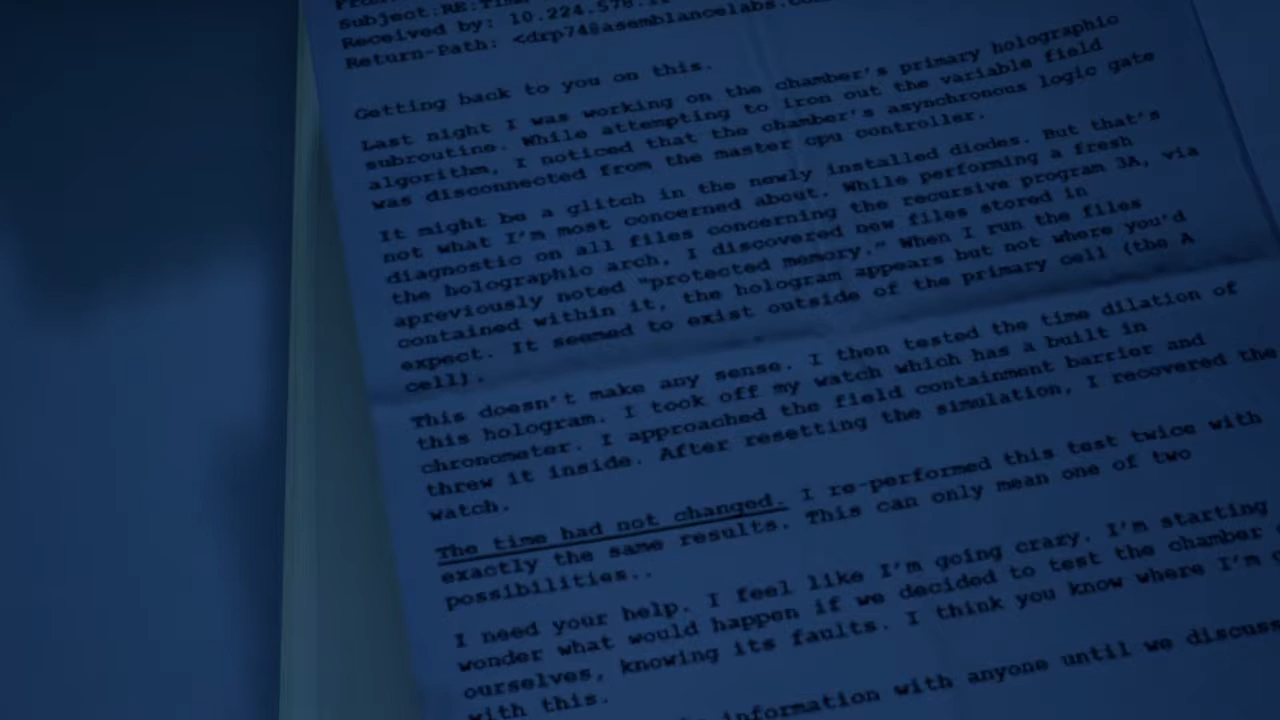 Subject:RE:Time
Received by: 10.224.578.11
Return-Path: <drp74@asemblancelabs.com
Getting back to you on this.
Last night I was working on the chamber's primary holographic
subroutine. While attempting to iron out the variable field
algorithm, I noticed that the chamber's asynchronous logic gate
was disconnected from the master cpu controller.
It might be a glitch in the newly installed diodes. But that's
not what I'm most concerned about. While performing a fresh
diagnostic on all files concerning the recursive program 3A, via
the holographic arch, I discovered new files stored in
apreviously noted "protected memory." When I run the files
contained within it, the hologram appears but not where you'd
expect. It seemed to exist outside of the primary cell (the A
cell).
This doesn't make any sense. I then tested the time dilation of
this hologram. I took off my watch which has a built in
chronometer. I approached the field containment barrier and
threw it inside. After resetting the simulation, I recovered the
watch.
The time had not changed. I re-performed this test twice with
exactly the same results. This can only mean one of two
possibilities..
I need your help. I feel like I'm going crazy. I'm starting
wonder what would happen if we decided to test the chamber
ourselves, knowing its faults. I think you know where I'm
with this.
information with anyone until we discuss